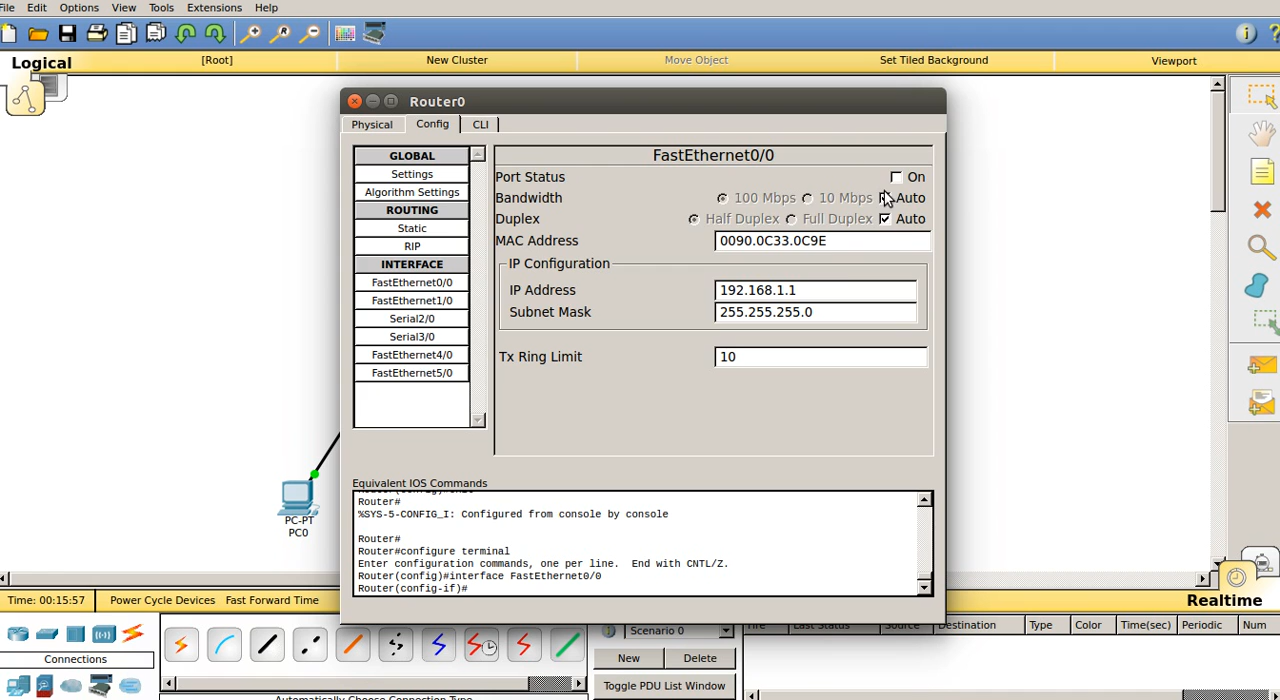 File Edit Options View Tools Extensions Help
Logical [Root] New Cluster Move Object Set Tiled Background Viewport
Router0
Physical Config CLI
GLOBAL
Settings
Algorithm Settings
ROUTING
Static
RIP
INTERFACE
FastEthernet0/0
FastEthernet1/0
Serial2/0
Serial3/0
FastEthernet4/0
FastEthernet5/0
FastEthernet0/0
Port Status On
Bandwidth 100 Mbps 10 Mbps Auto
Duplex Half Duplex Full Duplex Auto
MAC Address 0090.0C33.0C9E
IP Configuration
IP Address 192.168.1.1
Subnet Mask 255.255.255.0
Tx Ring Limit 10
Equivalent IOS Commands
Router#
%SYS-5-CONFIG_I: Configured from console by console
Router#
Router#configure terminal
Enter configuration commands, one per line. End with CNTL/Z.
Router(config)#interface FastEthernet0/0
Router(config-if)#
PC-PT
PC0
Time: 00:15:57 Power Cycle Devices Fast Forward Time Realtime
Connections
Scenario 0
New Delete
Toggle PDU List Window
Fire Last Status Source Destination Type Color Time(sec) Periodic Num
Automatically Choose Connection Type